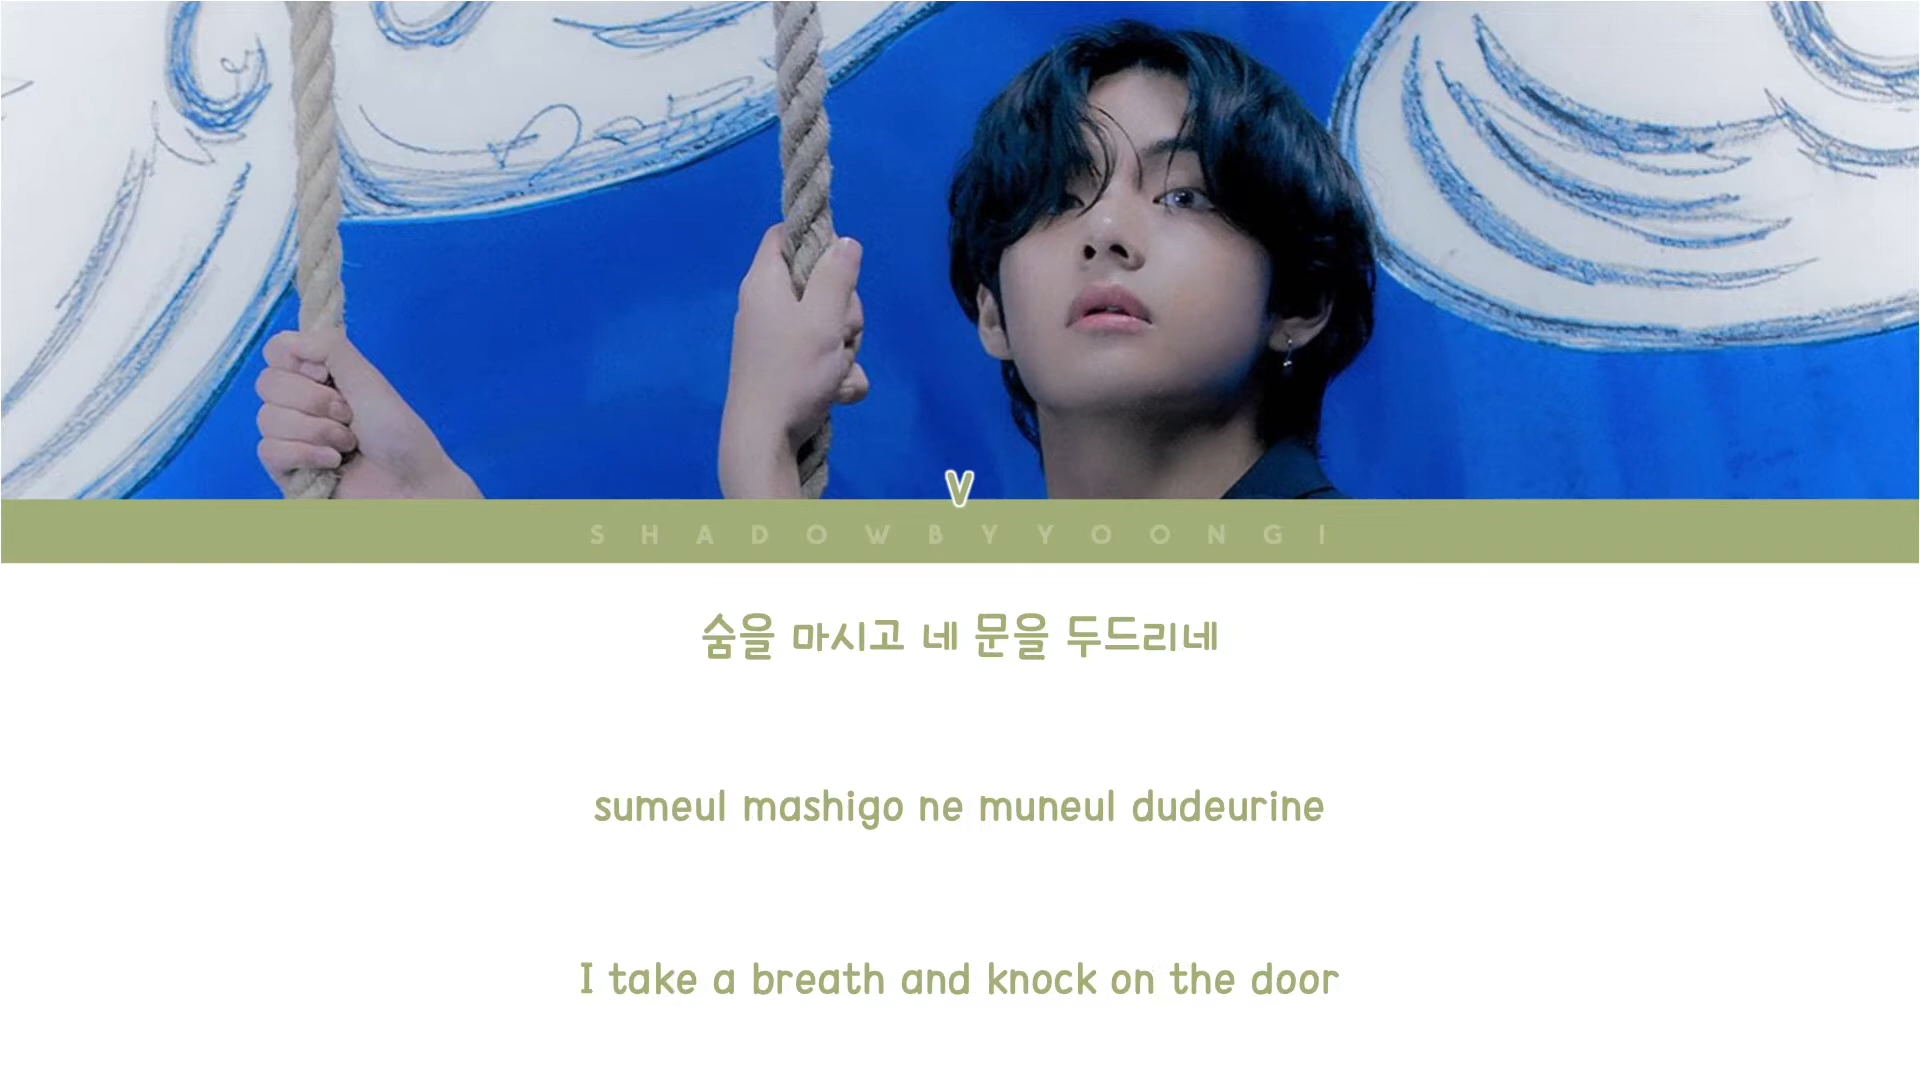 V
SHADOWBYYOONGI
숨을 마시고 네 문을 두드리네
sumeul mashigo ne muneul dudeurine
I take a breath and knock on the door